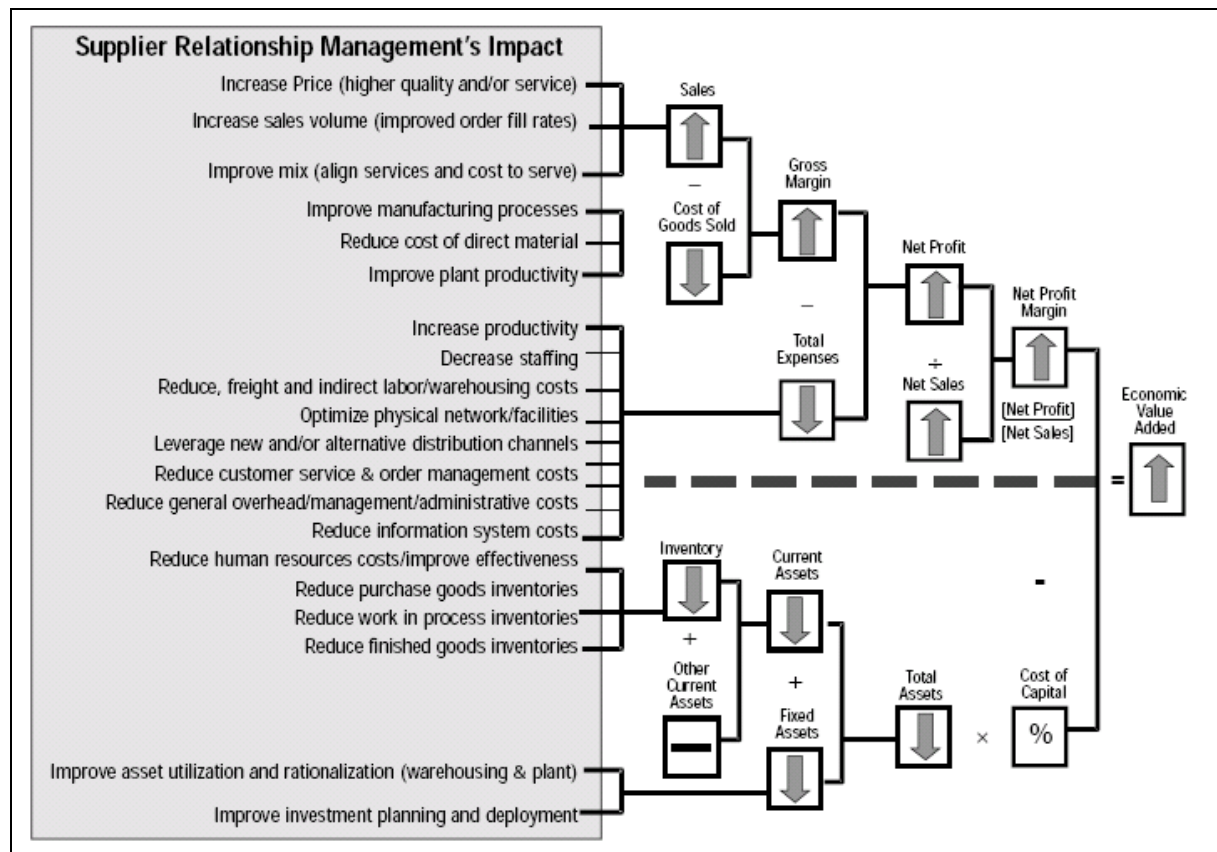 Supplier Relationship Management's Impact
Increase Price (higher quality and/or service)
Increase sales volume (improved order fill rates)
Improve mix (align services and cost to serve)
Improve manufacturing processes
Reduce cost of direct material
Improve plant productivity
Increase productivity
Decrease staffing
Reduce, freight and indirect labor/warehousing costs
Optimize physical network/facilities
Leverage new and/or alternative distribution channels
Reduce customer service & order management costs
Reduce general overhead/management/administrative costs
Reduce information system costs
Reduce human resources costs/improve effectiveness
Reduce purchase goods inventories
Reduce work in process inventories
Reduce finished goods inventories
Improve asset utilization and rationalization (warehousing & plant)
Improve investment planning and deployment
Sales
–
Cost of
Goods Sold
Gross
Margin
–
Total
Expenses
Net Profit
÷
Net Sales
Net Profit
Margin
[Net Profit]
[Net Sales]
Economic
Value
Added
=
-
Inventory
+
Other
Current
Assets
Current
Assets
+
Fixed
Assets
Total
Assets
×
Cost of
Capital
%